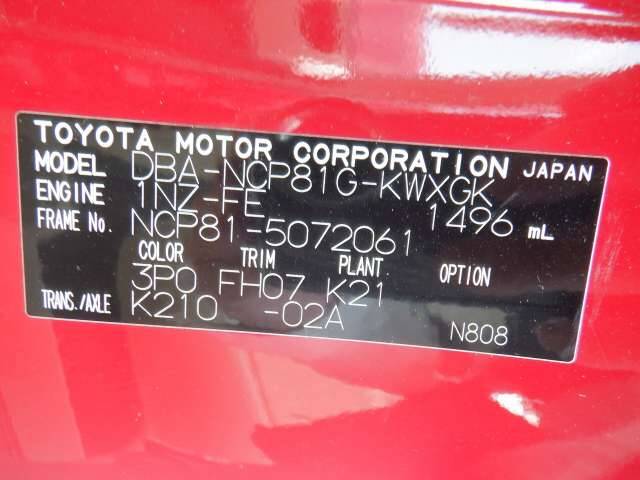 TOYOTA MOTOR CORPORATION JAPAN
MODEL DBA-NCP81G-KWXGK
ENGINE 1NZ-FE 1496 mL
FRAME No. NCP81-5072061
COLOR TRIM PLANT OPTION
3P0 FH07 K21
TRANS./AXLE K210 -02A N808